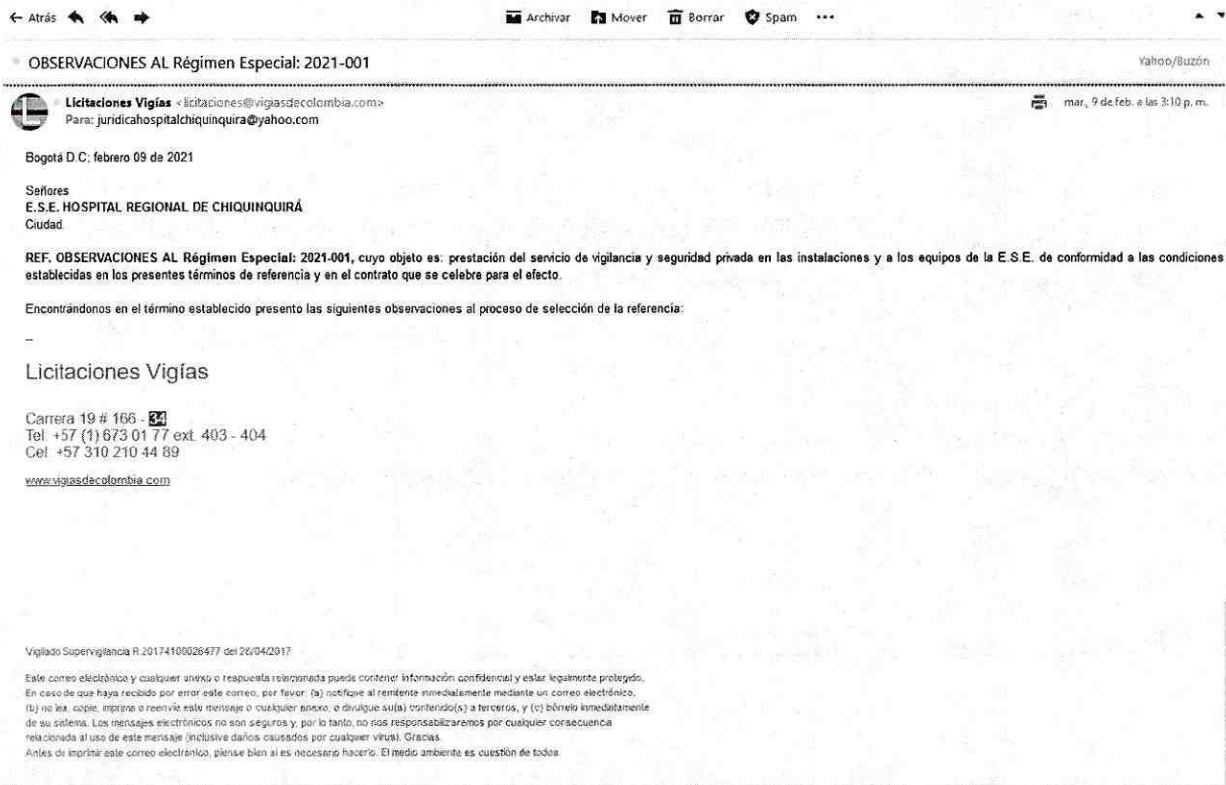 ← Atrás
Archivar Mover Borrar Spam •••
OBSERVACIONES AL Régimen Especial: 2021-001
Yahoo/Buzón
Licitaciones Vigías <licitaciones@vigiasdecolombia.com>
mar., 9 de feb. a las 3:10 p. m.
Para: juridicahospitalchiquinquira@yahoo.com
Bogotá D.C; febrero 09 de 2021
Señores
E.S.E. HOSPITAL REGIONAL DE CHIQUINQUIRÁ
Ciudad
REF. OBSERVACIONES AL Régimen Especial: 2021-001, cuyo objeto es: prestación del servicio de vigilancia y seguridad privada en las instalaciones y a los equipos de la E.S.E. de conformidad a las condiciones
establecidas en los presentes términos de referencia y en el contrato que se celebre para el efecto.
Encontrándonos en el término establecido presento las siguientes observaciones al proceso de selección de la referencia:
--
Licitaciones Vigías
Carrera 19 # 166 - 34
Tel. +57 (1) 673 01 77 ext. 403 - 404
Cel. +57 310 210 44 89
www.vigiasdecolombia.com
Vigilado Supervigilancia R.20174100026477 del 26/04/2017
Este correo electrónico y cualquier anexo o respuesta relacionada puede contener información confidencial y estar legalmente protegido.
En caso de que haya recibido por error este correo, por favor: (a) notifique al remitente inmediatamente mediante un correo electrónico,
(b) no lea, copie, imprima o reenvíe este mensaje o cualquier anexo, o divulgue su(s) contenido(s) a terceros, y (c) bórrelo inmediatamente
de su sistema. Los mensajes electrónicos no son seguros y, por lo tanto, no nos responsabilizaremos por cualquier consecuencia
relacionada al uso de este mensaje (inclusive daños causados por cualquier virus). Gracias.
Antes de imprimir este correo electrónico, piense bien si es necesario hacerlo. El medio ambiente es cuestión de todos.